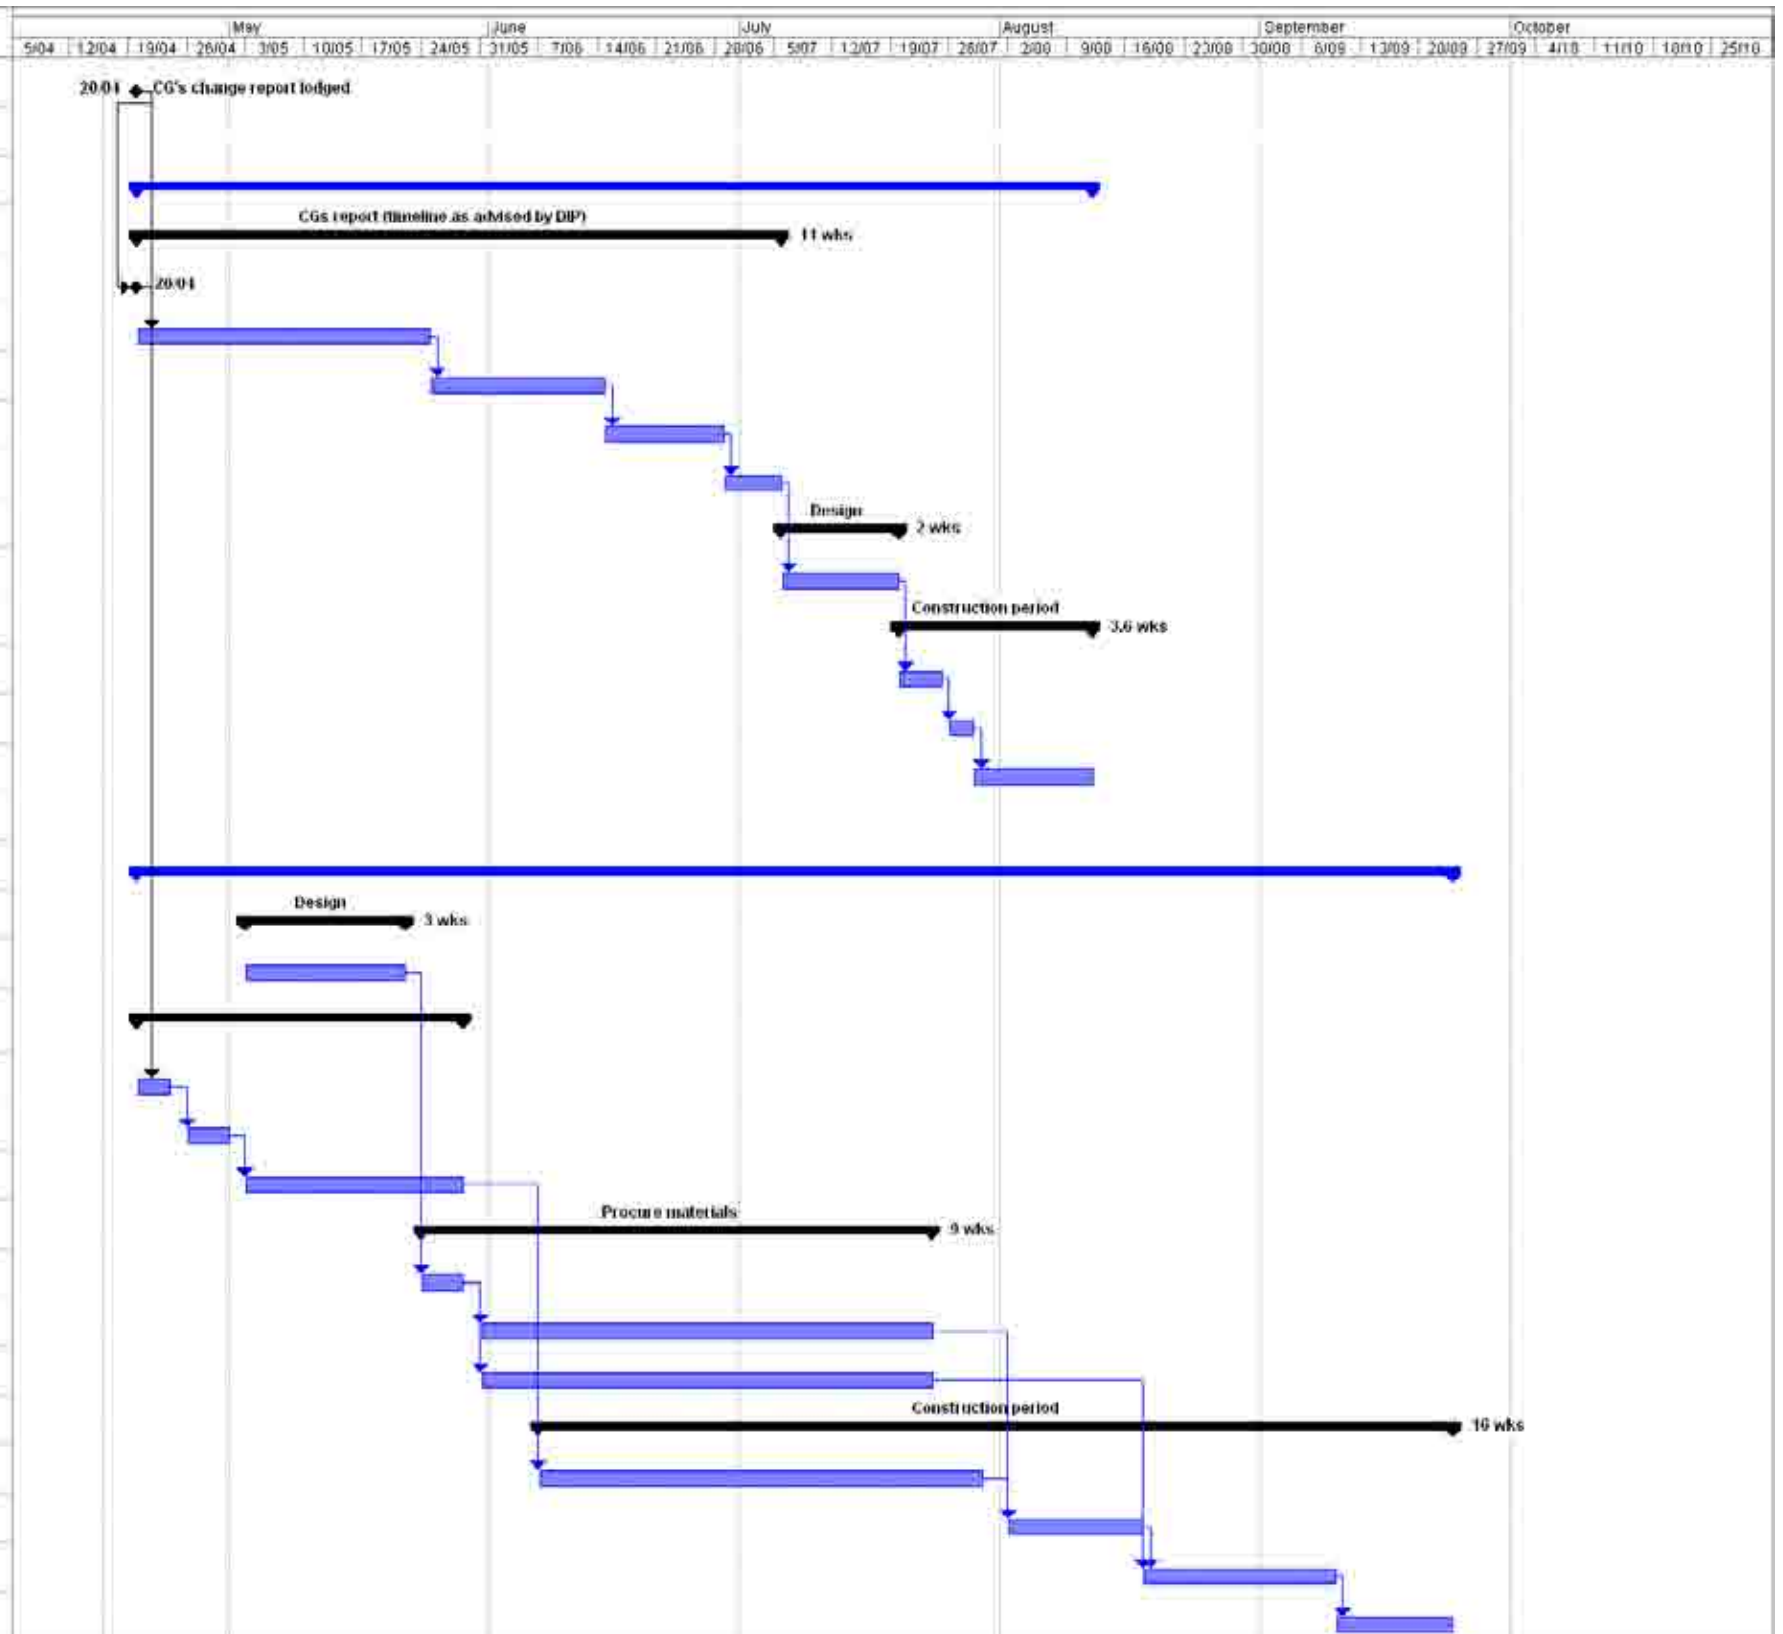 May June July August September October
5/04 12/04 19/04 26/04 3/05 10/05 17/05 24/05 31/05 7/06 14/06 21/06 28/06 5/07 12/07 19/07 26/07 2/08 9/08 16/08 23/08 30/08 6/09 13/09 20/09 27/09 4/10 11/10 18/10 25/10
20/04 CG's change report lodged
CGs report (timeline as advised by DIP)
11 wks
20/04
Design
2 wks
Construction period
3.6 wks
Design
3 wks
Procure materials
9 wks
Construction period
16 wks